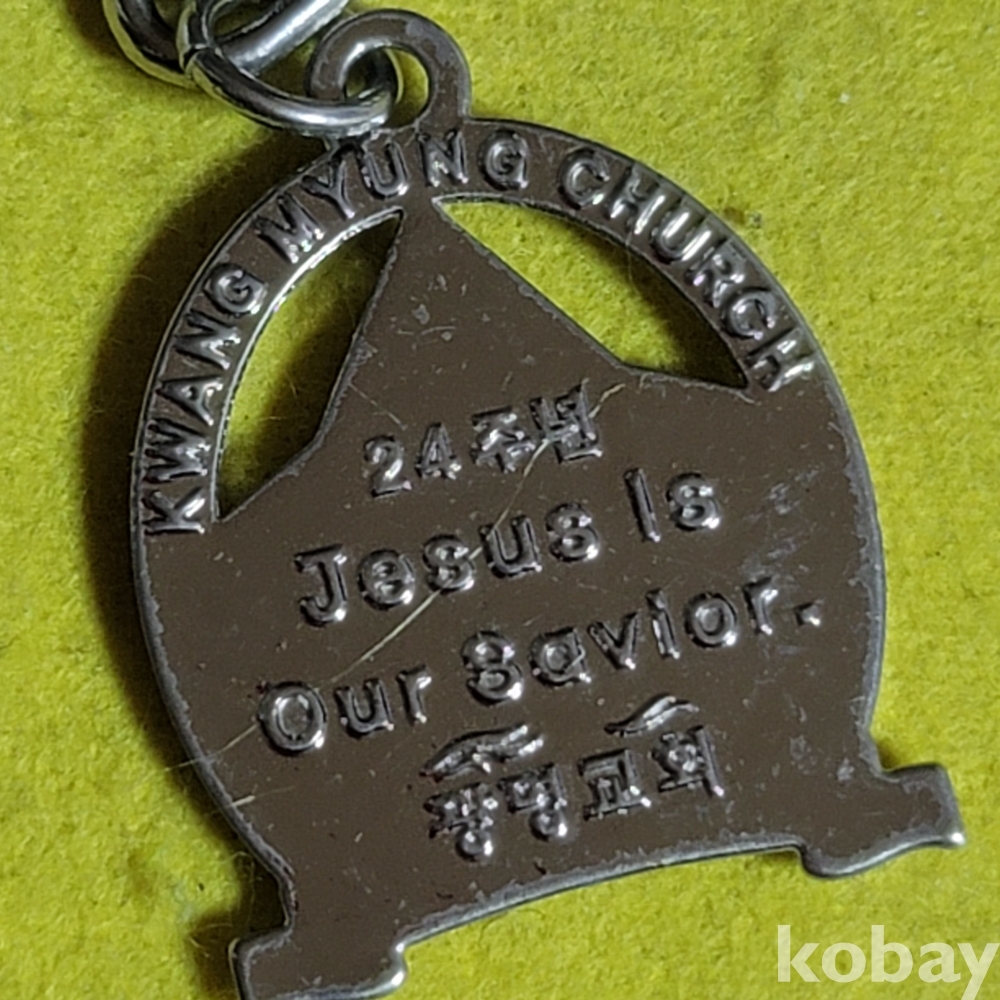 KWANG MYUNG CHURCH
24주년
Jesus Is
Our Savior.
광명교회
kobay